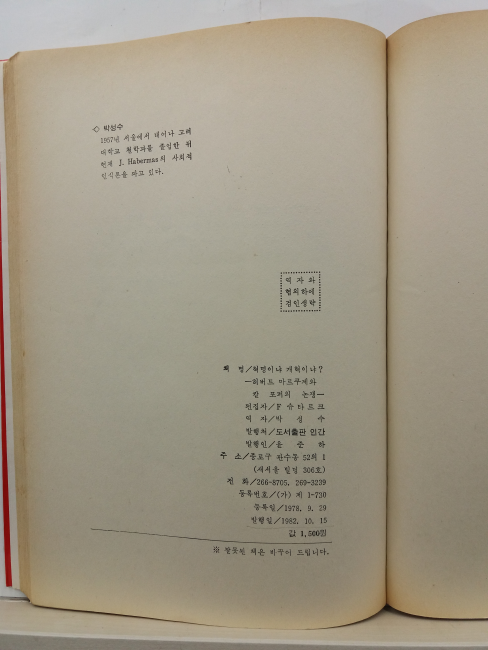 ◇ 박성수
1957년 서울에서 태어나 고려
대학교 철학과를 졸업한 뒤
현재 J. Habermas의 사회적
인식론을 파고 있다.
역 자 와
협의하에
검인생략
책 명/혁명이냐 개혁이냐?
—허버트 마르쿠제와
칼 포퍼의 논쟁—
편집자/F 슈타르크
역 자/박 성 수
발행처/도서출판 인간
발행인/윤 준 하
주 소/종로구 관수동 52의 1
(새서울 빌딩 306호)
전 화/266-8705, 269-3239
등록번호/(가) 제 1-730
등록일/1978. 9. 29
발행일/1982. 10. 15
값 1,500원
※ 잘못된 책은 바꾸어 드립니다.